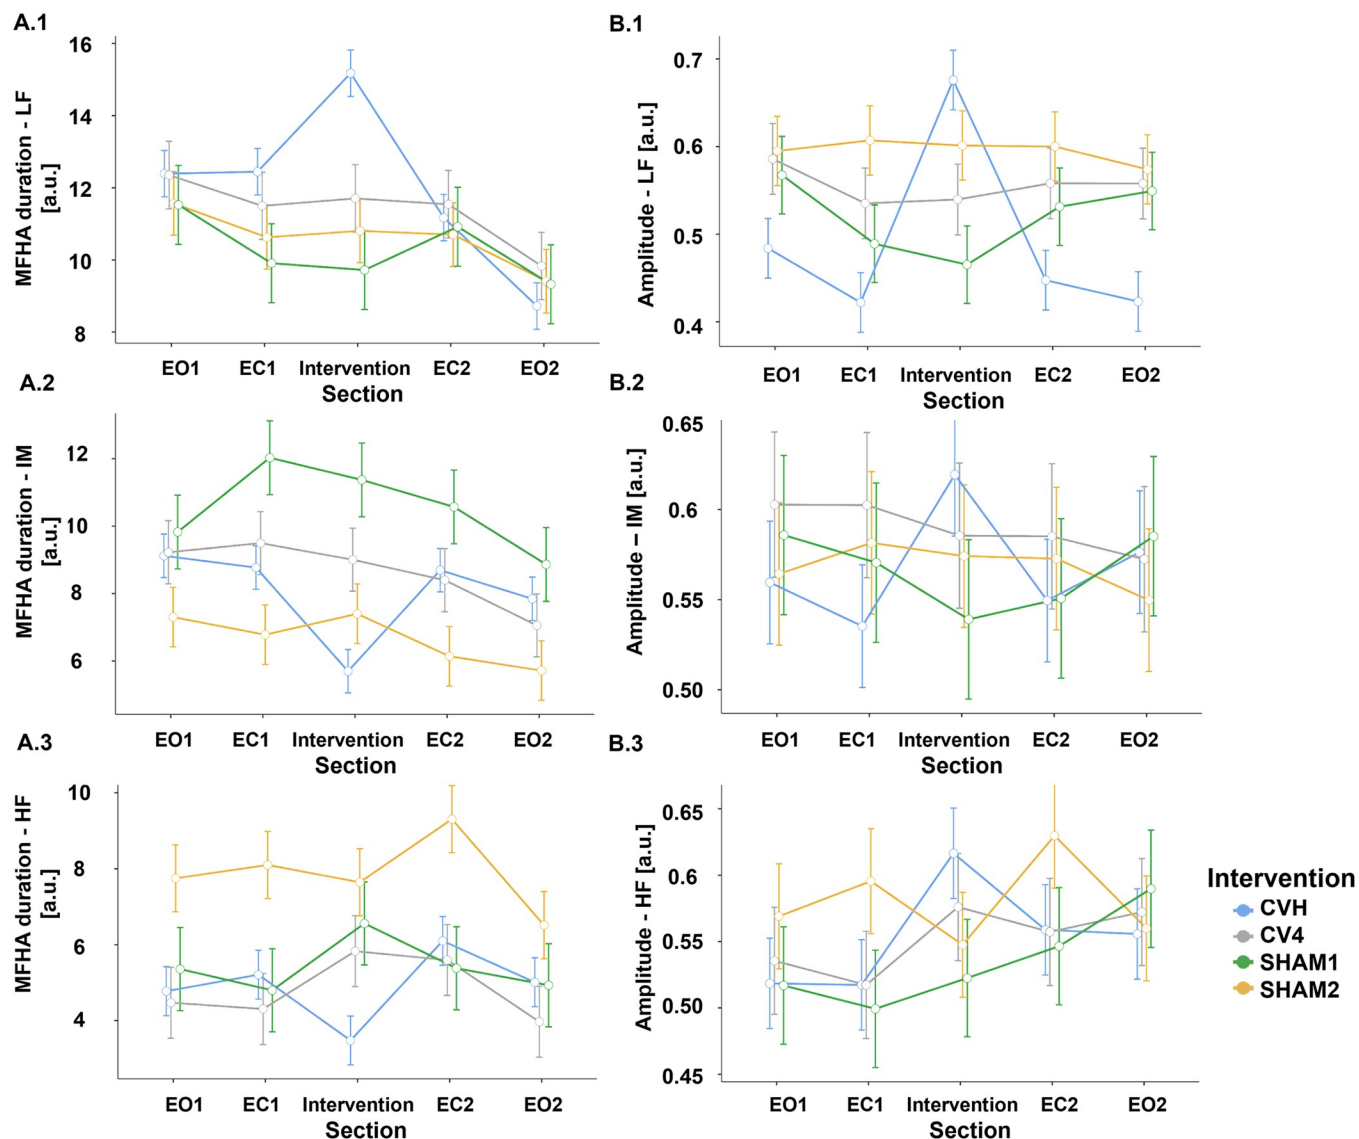 A.1
MFHA duration - LF
[a.u.]
16
14
12
10
8
EO1 EC1 Intervention EC2 EO2
Section
B.1
Amplitude - LF [a.u.]
0.7
0.6
0.5
0.4
EO1 EC1 Intervention EC2 EO2
Section
A.2
MFHA duration - IM
[a.u.]
12
10
8
6
EO1 EC1 Intervention EC2 EO2
Section
B.2
Amplitude – IM [a.u.]
0.65
0.6
0.55
0.50
EO1 EC1 Intervention EC2 EO2
Section
A.3
MFHA duration - HF
[a.u.]
10
8
6
4
EO1 EC1 Intervention EC2 EO2
Section
B.3
Amplitude - HF [a.u.]
0.65
0.6
0.55
0.50
0.45
EO1 EC1 Intervention EC2 EO2
Section
Intervention
CVH
CV4
SHAM1
SHAM2